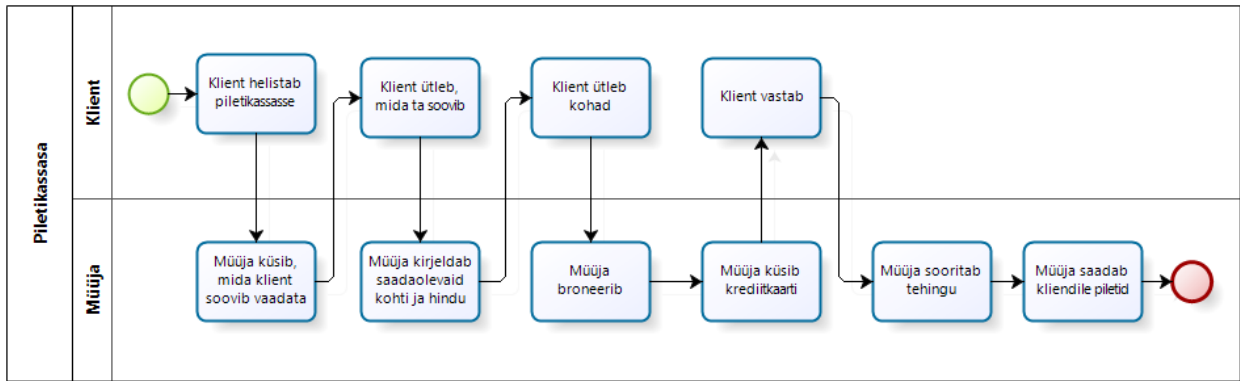 Piletikassasa
Klient
Klient helistab
piletikassasse
Klient ütleb,
mida ta soovib
Klient ütleb
kohad
Klient vastab
Müüja
Müüja küsib,
mida klient
soovib vaadata
Müüja kirjeldab
saadaolevaid
kohti ja hindu
Müüja
broneerib
Müüja küsib
krediitkaarti
Müüja sooritab
tehingu
Müüja saadab
kliendile piletid